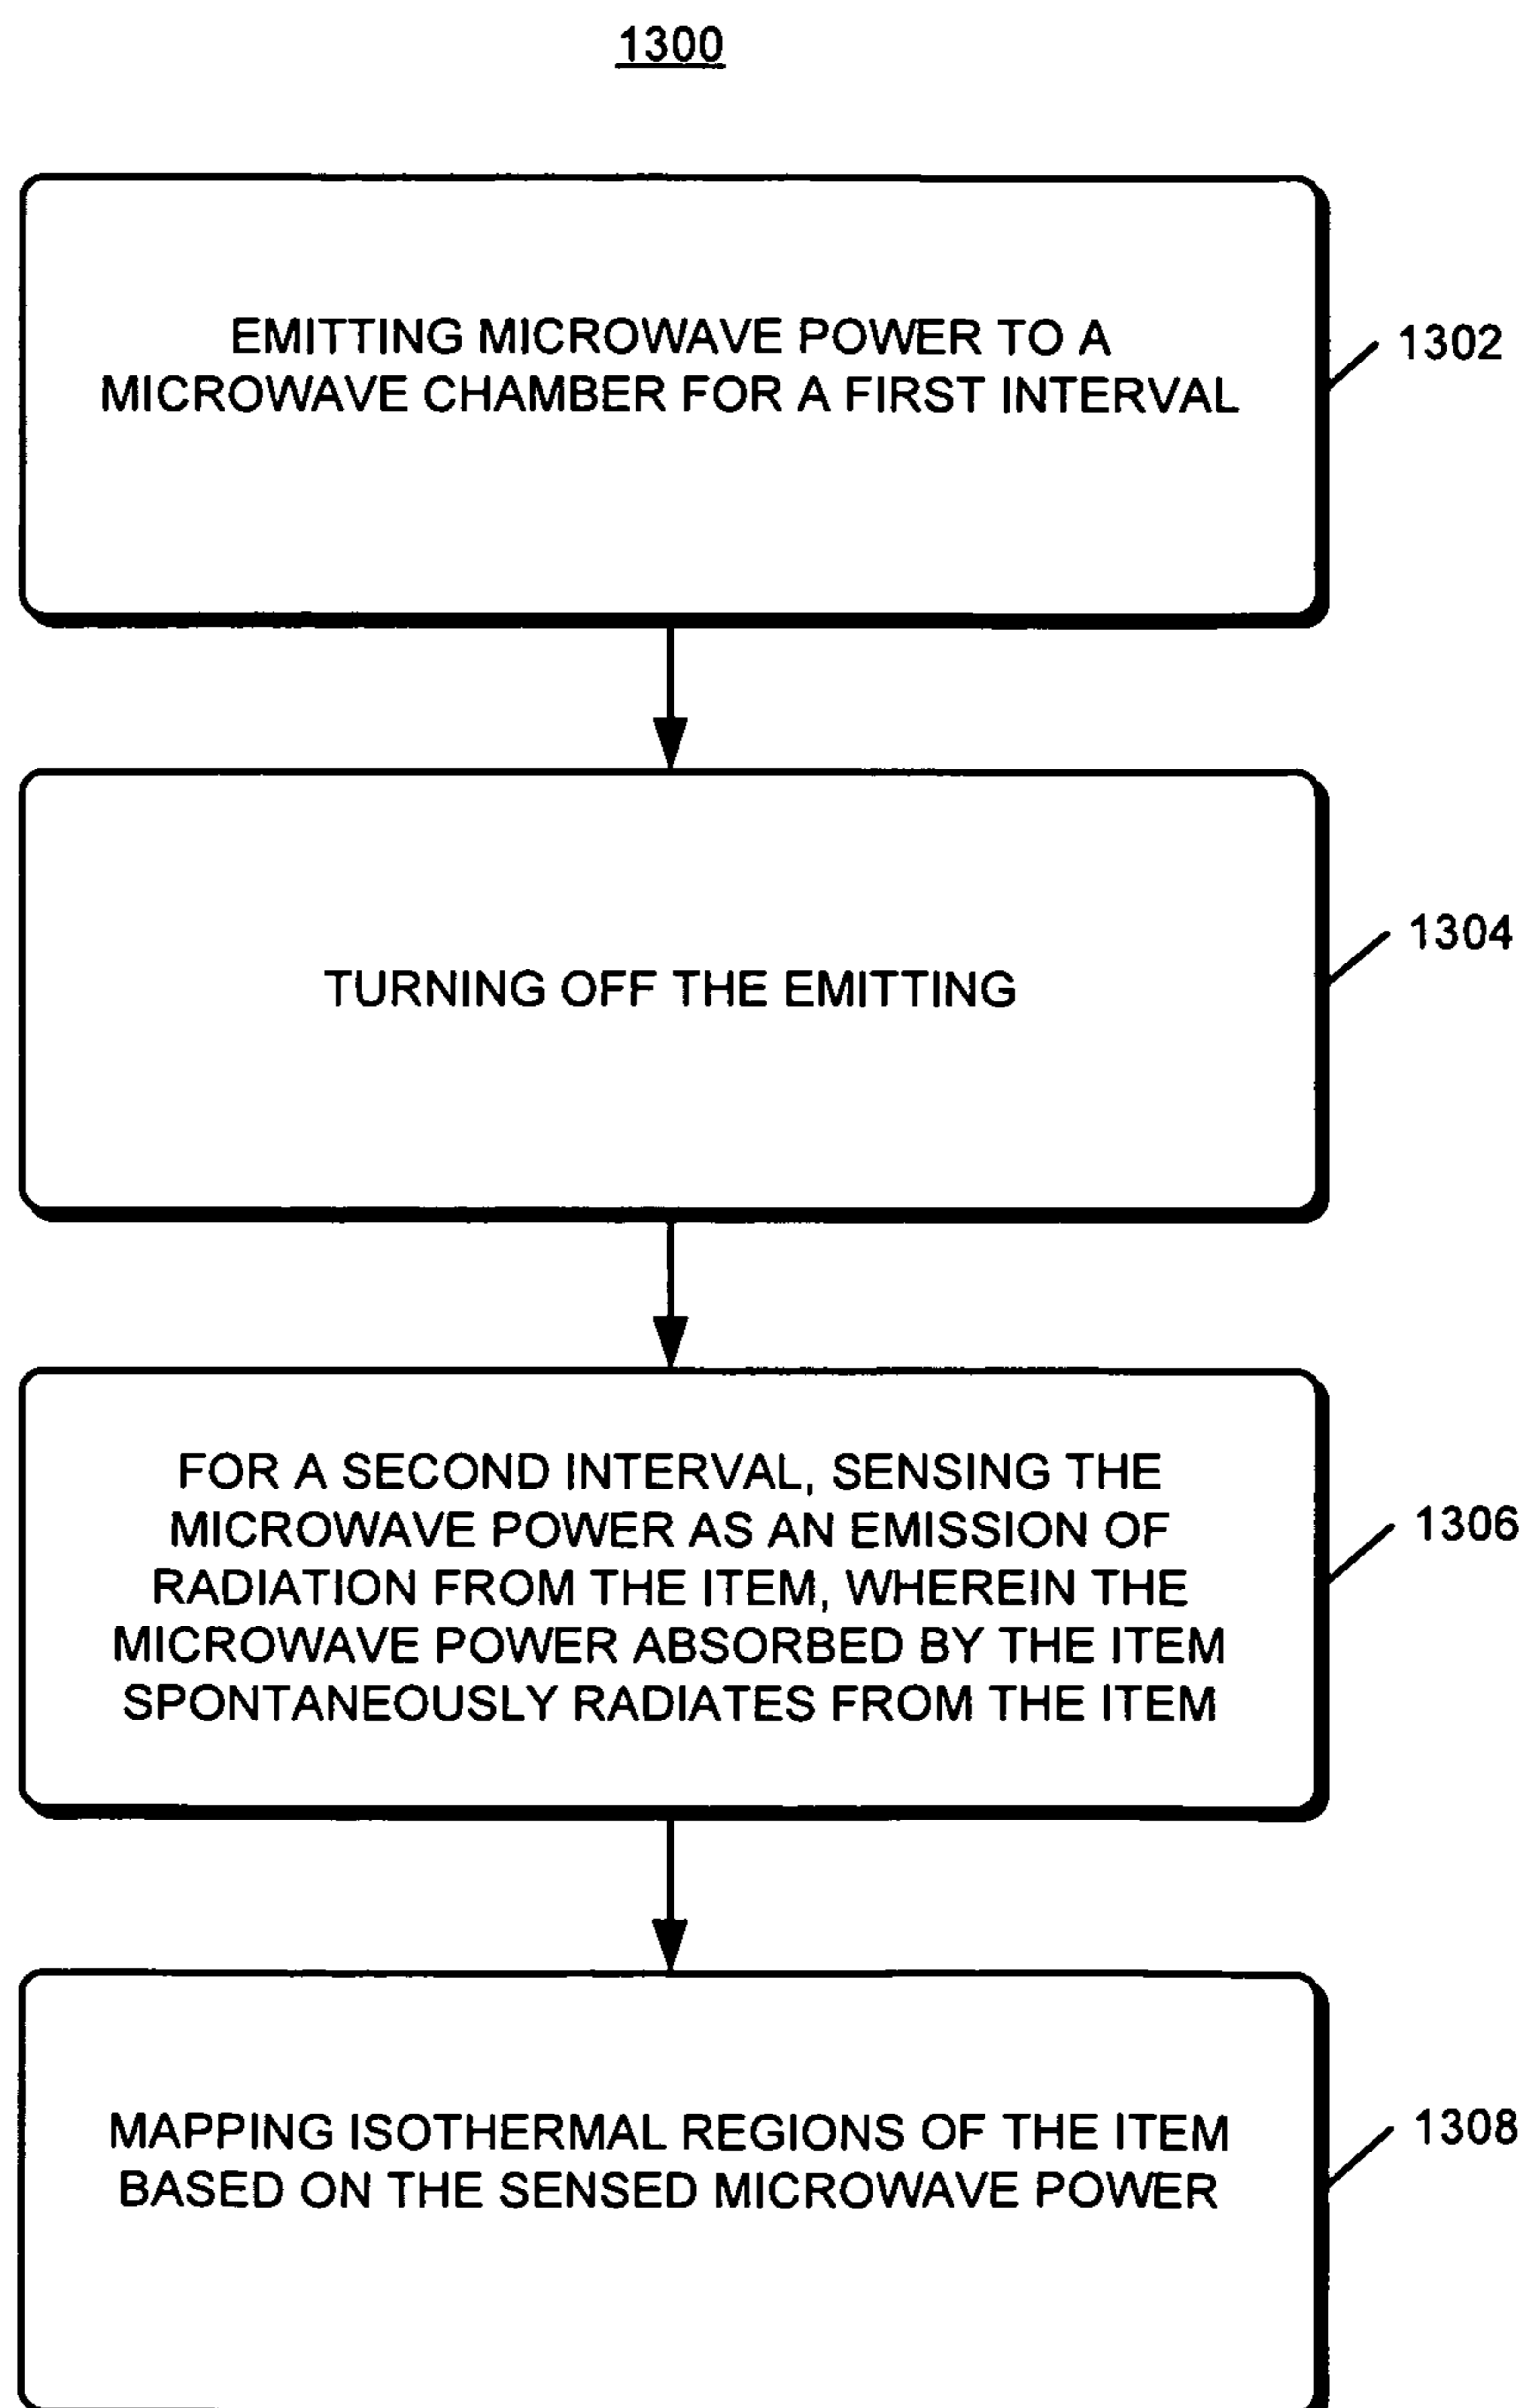 1300
EMITTING MICROWAVE POWER TO A
MICROWAVE CHAMBER FOR A FIRST INTERVAL
1302
TURNING OFF THE EMITTING
1304
FOR A SECOND INTERVAL, SENSING THE
MICROWAVE POWER AS AN EMISSION OF
RADIATION FROM THE ITEM, WHEREIN THE
MICROWAVE POWER ABSORBED BY THE ITEM
SPONTANEOUSLY RADIATES FROM THE ITEM
1306
MAPPING ISOTHERMAL REGIONS OF THE ITEM
BASED ON THE SENSED MICROWAVE POWER
1308